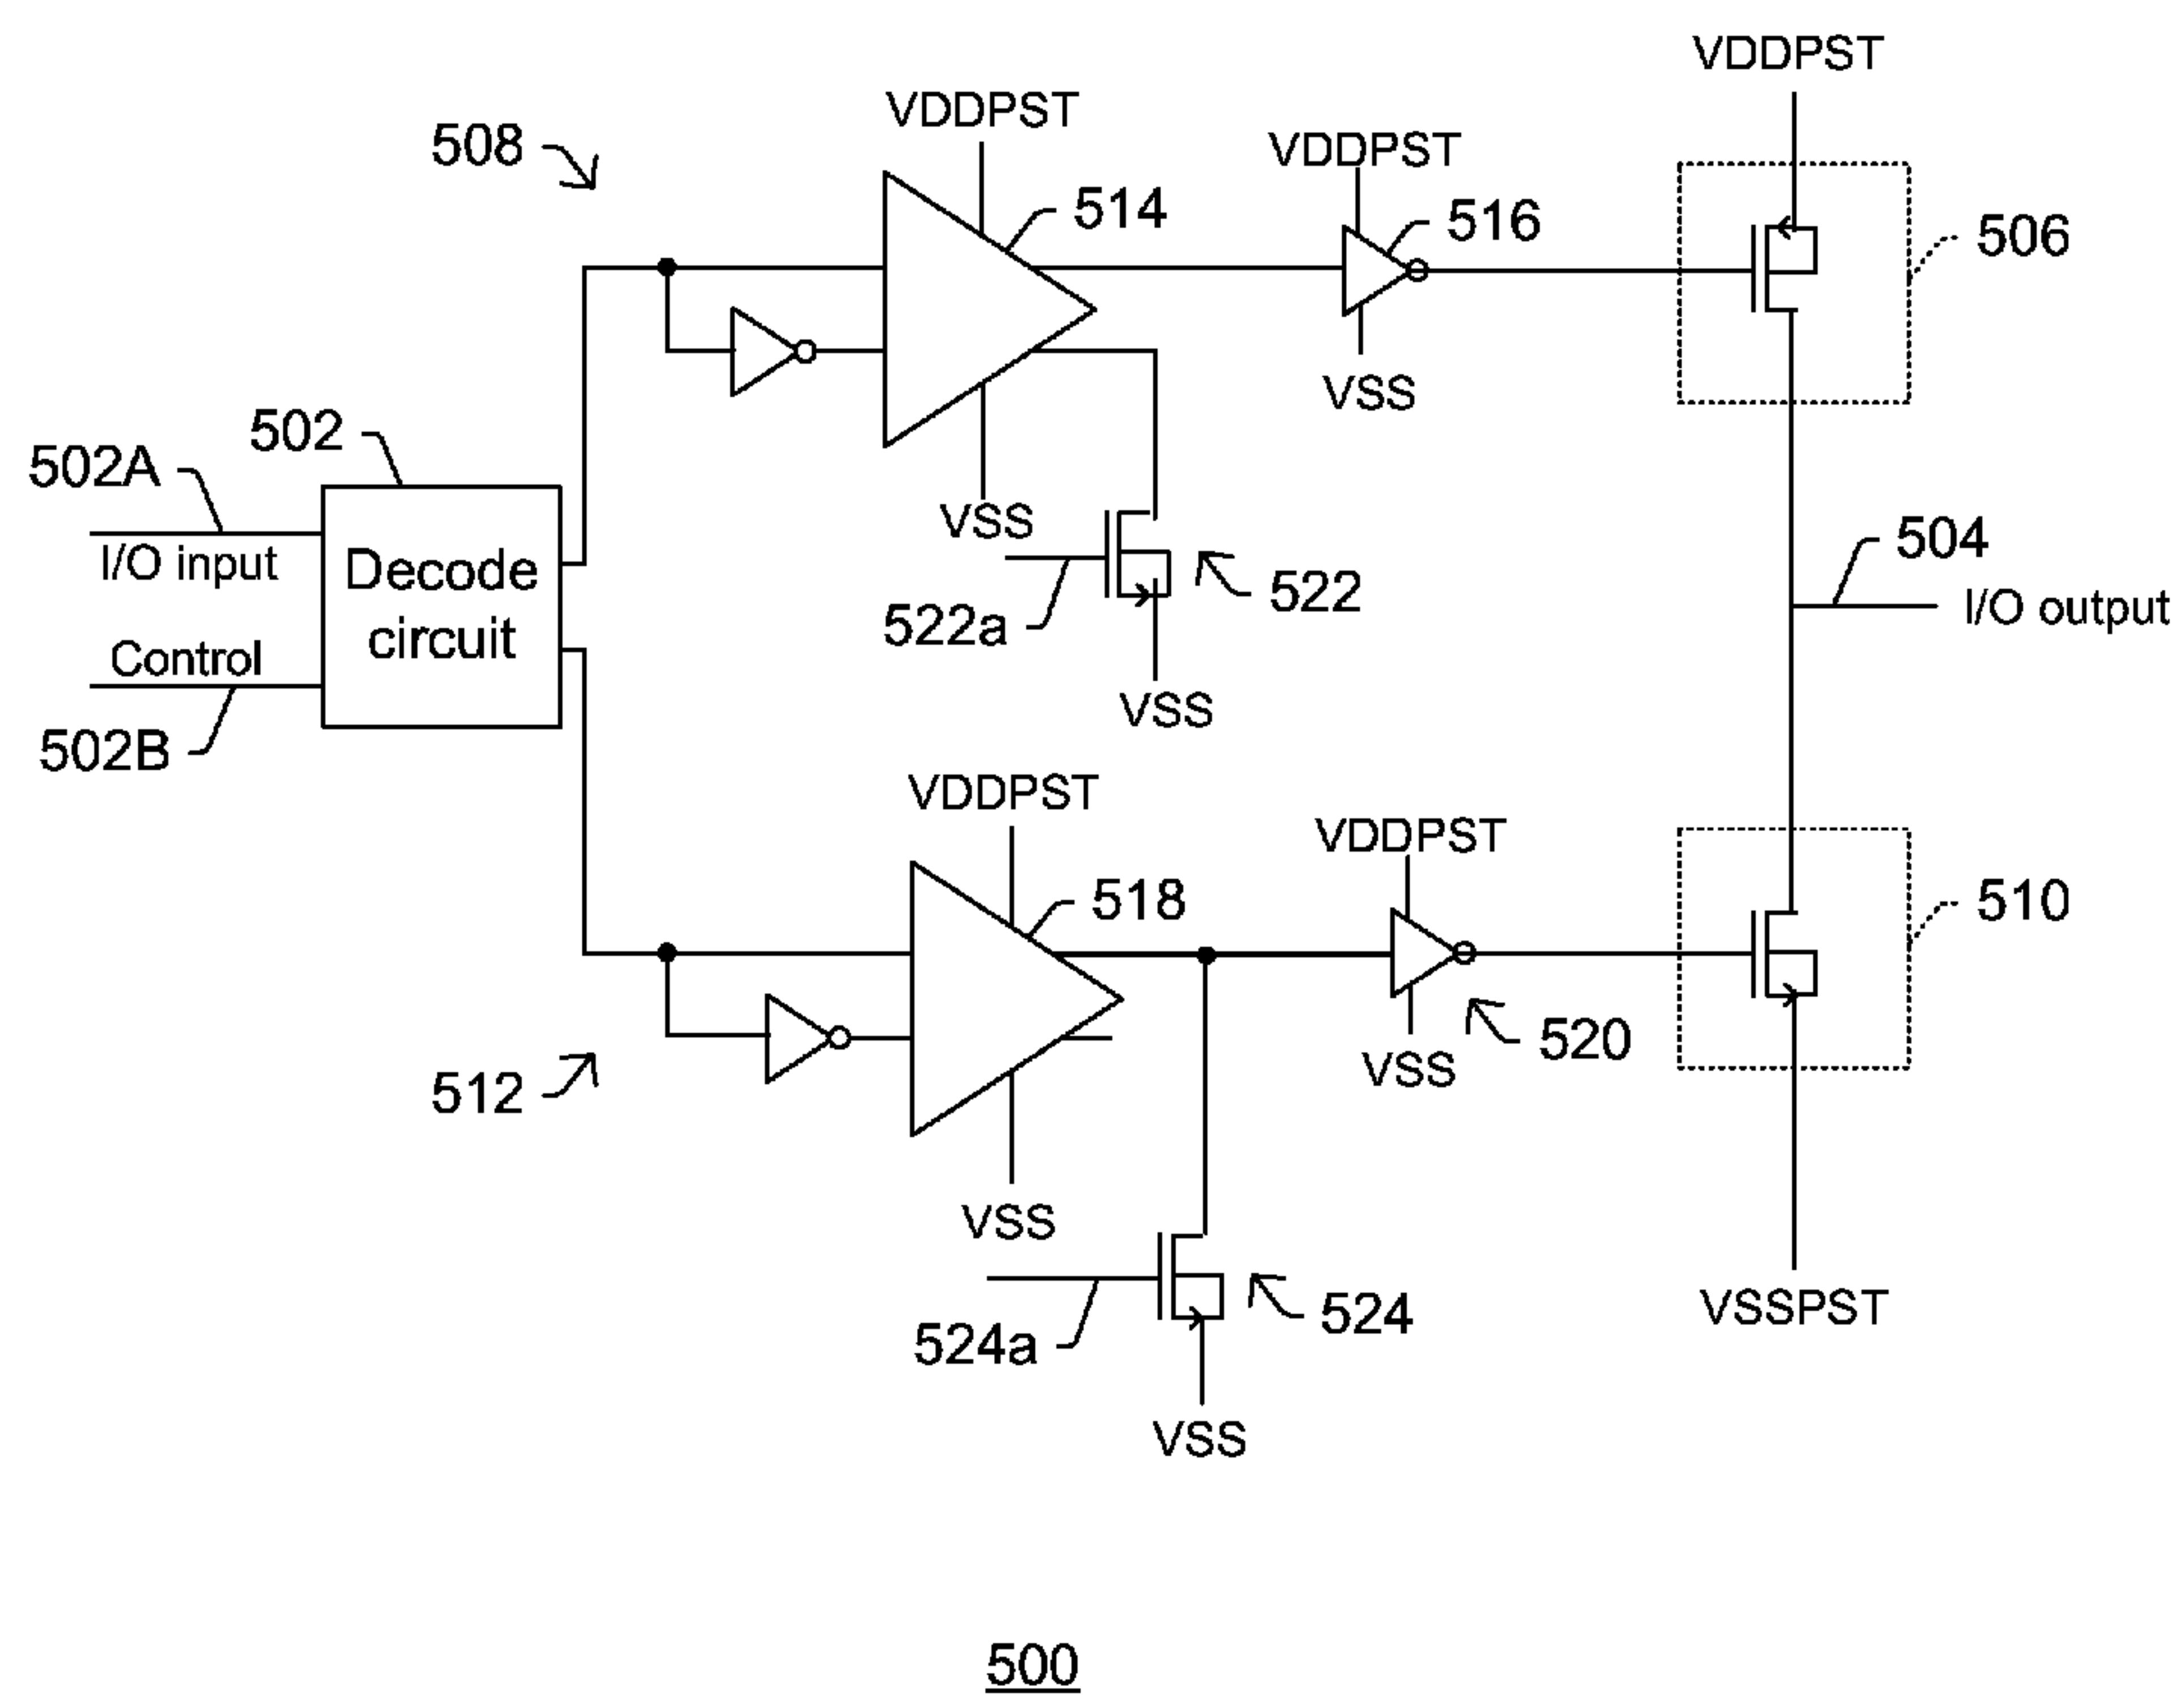 VDDPST
VDDPST
508
VDDPST
514
516
506
VSS
502
502A
VSS
I/O input
Decode
circuit
504
I/O output
522
522a
Control
VSS
502B
VDDPST
VDDPST
518
510
520
VSS
512
VSS
VSSPST
524
524a
VSS
500